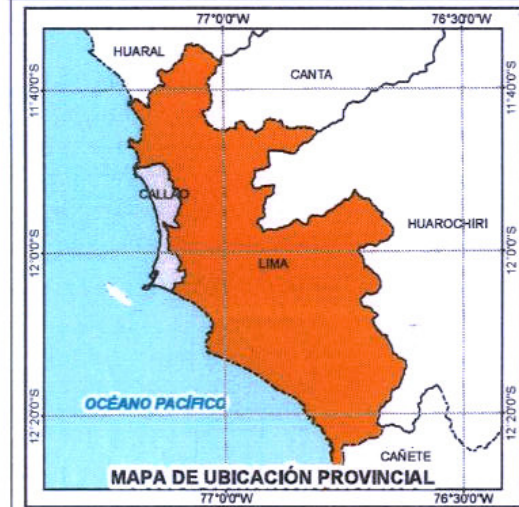 77°0'0"W 76°30'0"W
HUARAL
CANTA
11°40'0"S 11°40'0"S
CALLAO
HUAROCHIRI
12°0'0"S 12°0'0"S
LIMA
OCÉANO PACÍFICO
12°20'0"S 12°20'0"S
CAÑETE
MAPA DE UBICACIÓN PROVINCIAL
77°0'0"W 76°30'0"W